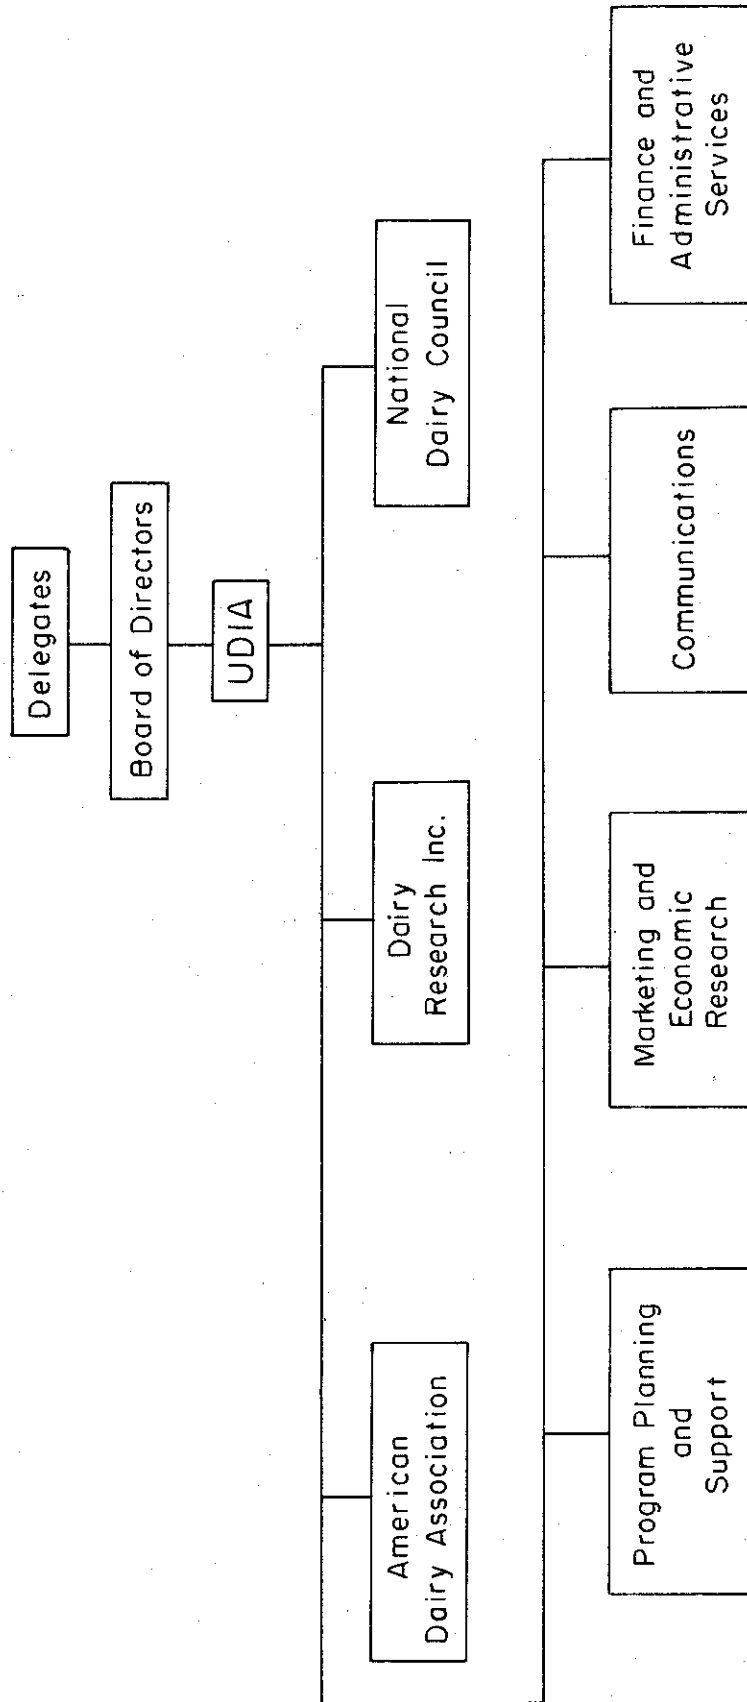 Delegates
Board of Directors
UDIA
American
Dairy Association
Dairy
Research Inc.
National
Dairy Council
Program Planning
and
Support
Marketing and
Economic
Research
Communications
Finance and
Administrative
Services